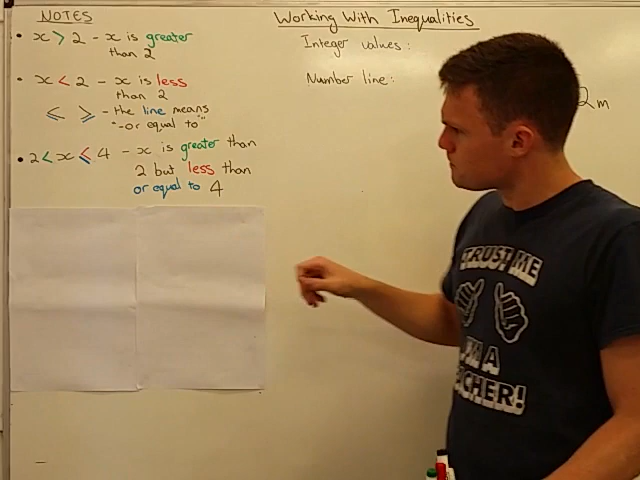 NOTES
• x > 2 - x is greater
than 2
• x < 2 - x is less
than 2
≤ ≥ - the line means
"-or equal to"
• 2 < x ≤ 4 - x is greater than
2 but less than
or equal to 4
Working With Inequalities
Integer values:
Number line:
2m
TRUST ME
A
CHER!